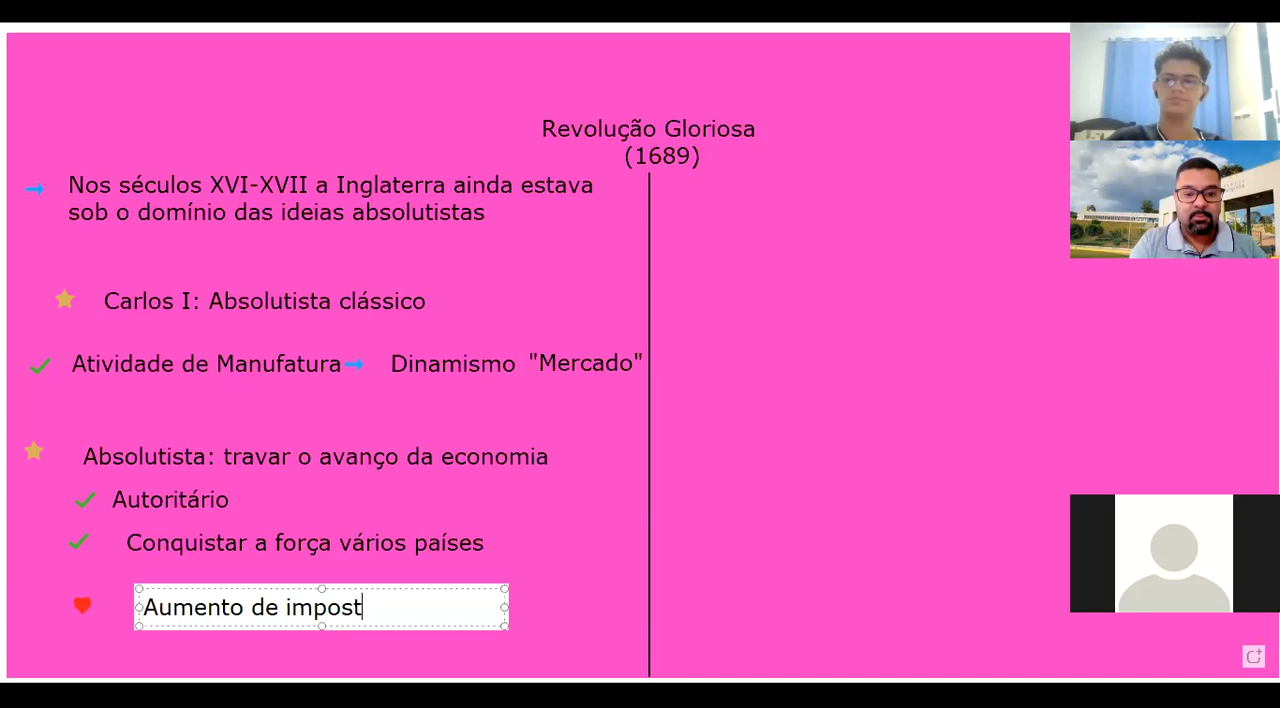 Revolução Gloriosa
(1689)
Nos séculos XVI-XVII a Inglaterra ainda estava
sob o domínio das ideias absolutistas
Carlos I: Absolutista clássico
Atividade de Manufatura → Dinamismo "Mercado"
Absolutista: travar o avanço da economia
Autoritário
Conquistar a força vários países
Aumento de impost